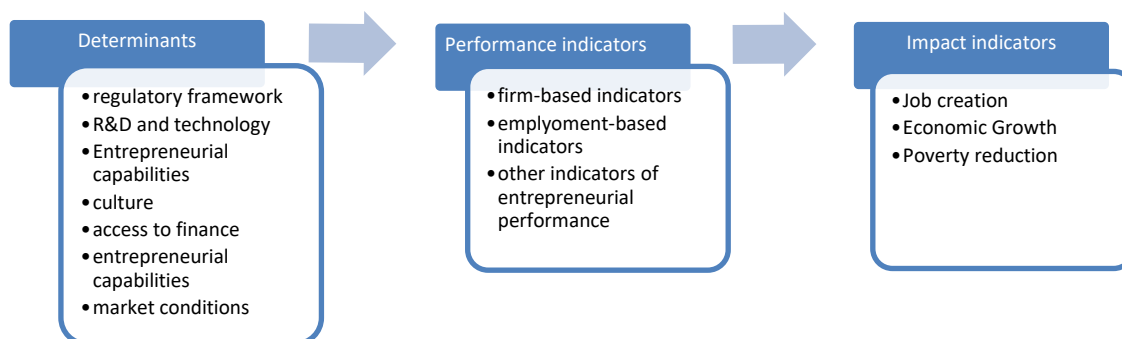 Determinants
•regulatory framework
•R&D and technology
•Entrepreneurial
capabilities
•culture
•access to finance
•entrepreneurial
capabilities
•market conditions
Performance indicators
•firm-based indicators
•emplyoment-based
indicators
•other indicators of
entrepreneurial
performance
Impact indicators
•Job creation
•Economic Growth
•Poverty reduction